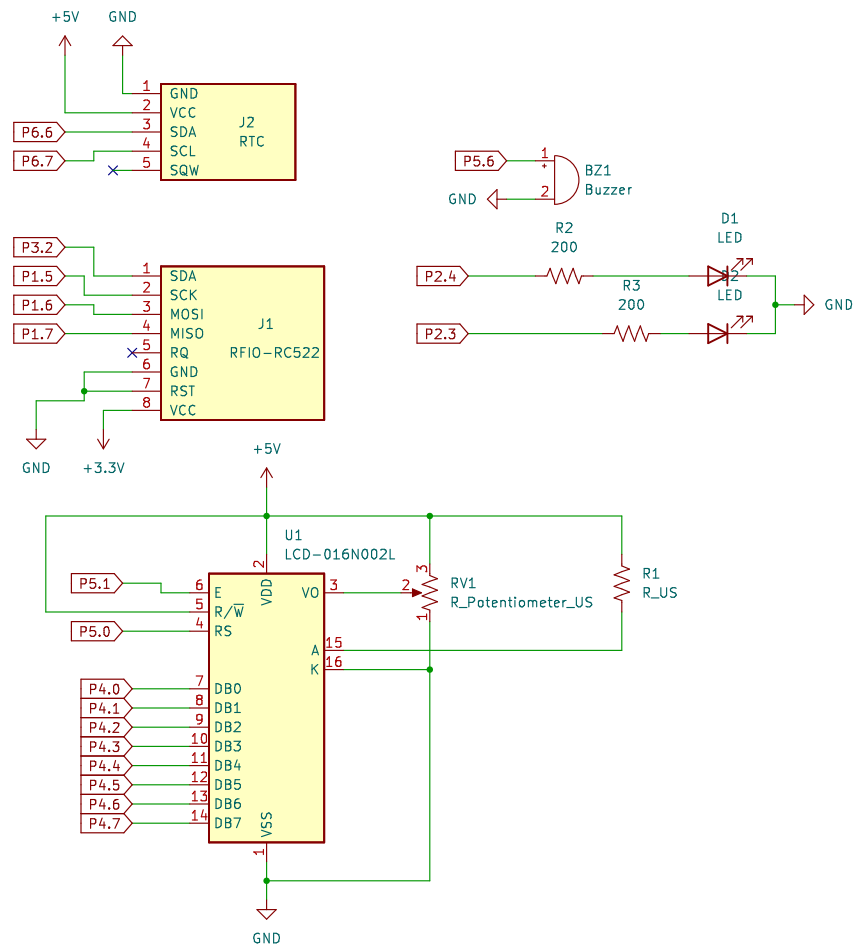 +5V
GND
1 GND
2 VCC
P6.6 3 SDA
P6.7 4 SCL
5 SQW
J2
RTC
P5.6 1
+
BZ1
Buzzer
GND 2
P3.2 1 SDA
P1.5 2 SCK
P1.6 3 MOSI
P1.7 4 MISO
5 RQ
6 GND
7 RST
8 VCC
J1
RFIO-RC522
GND
+3.3V
R2
200
D1
LED
P2.4
R3
200
LED
P2.3
GND
+5V
U1
LCD-016N002L
2 VDD
P5.1 6 E
5 R/W
P5.0 4 RS
VO 3
2
3
1
RV1
R_Potentiometer_US
R1
R_US
A 15
K 16
P4.0 7 DB0
P4.1 8 DB1
P4.2 9 DB2
P4.3 10 DB3
P4.4 11 DB4
P4.5 12 DB5
P4.6 13 DB6
P4.7 14 DB7
VSS
1
GND